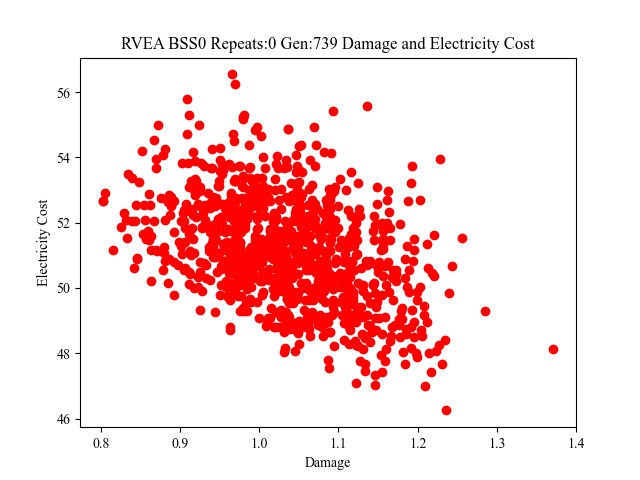 RVEA BSS0 Repeats:0 Gen:739 Damage and Electricity Cost
56
54
52
50
48
46
Electricity Cost
0.8 0.9 1.0 1.1 1.2 1.3 1.4
Damage